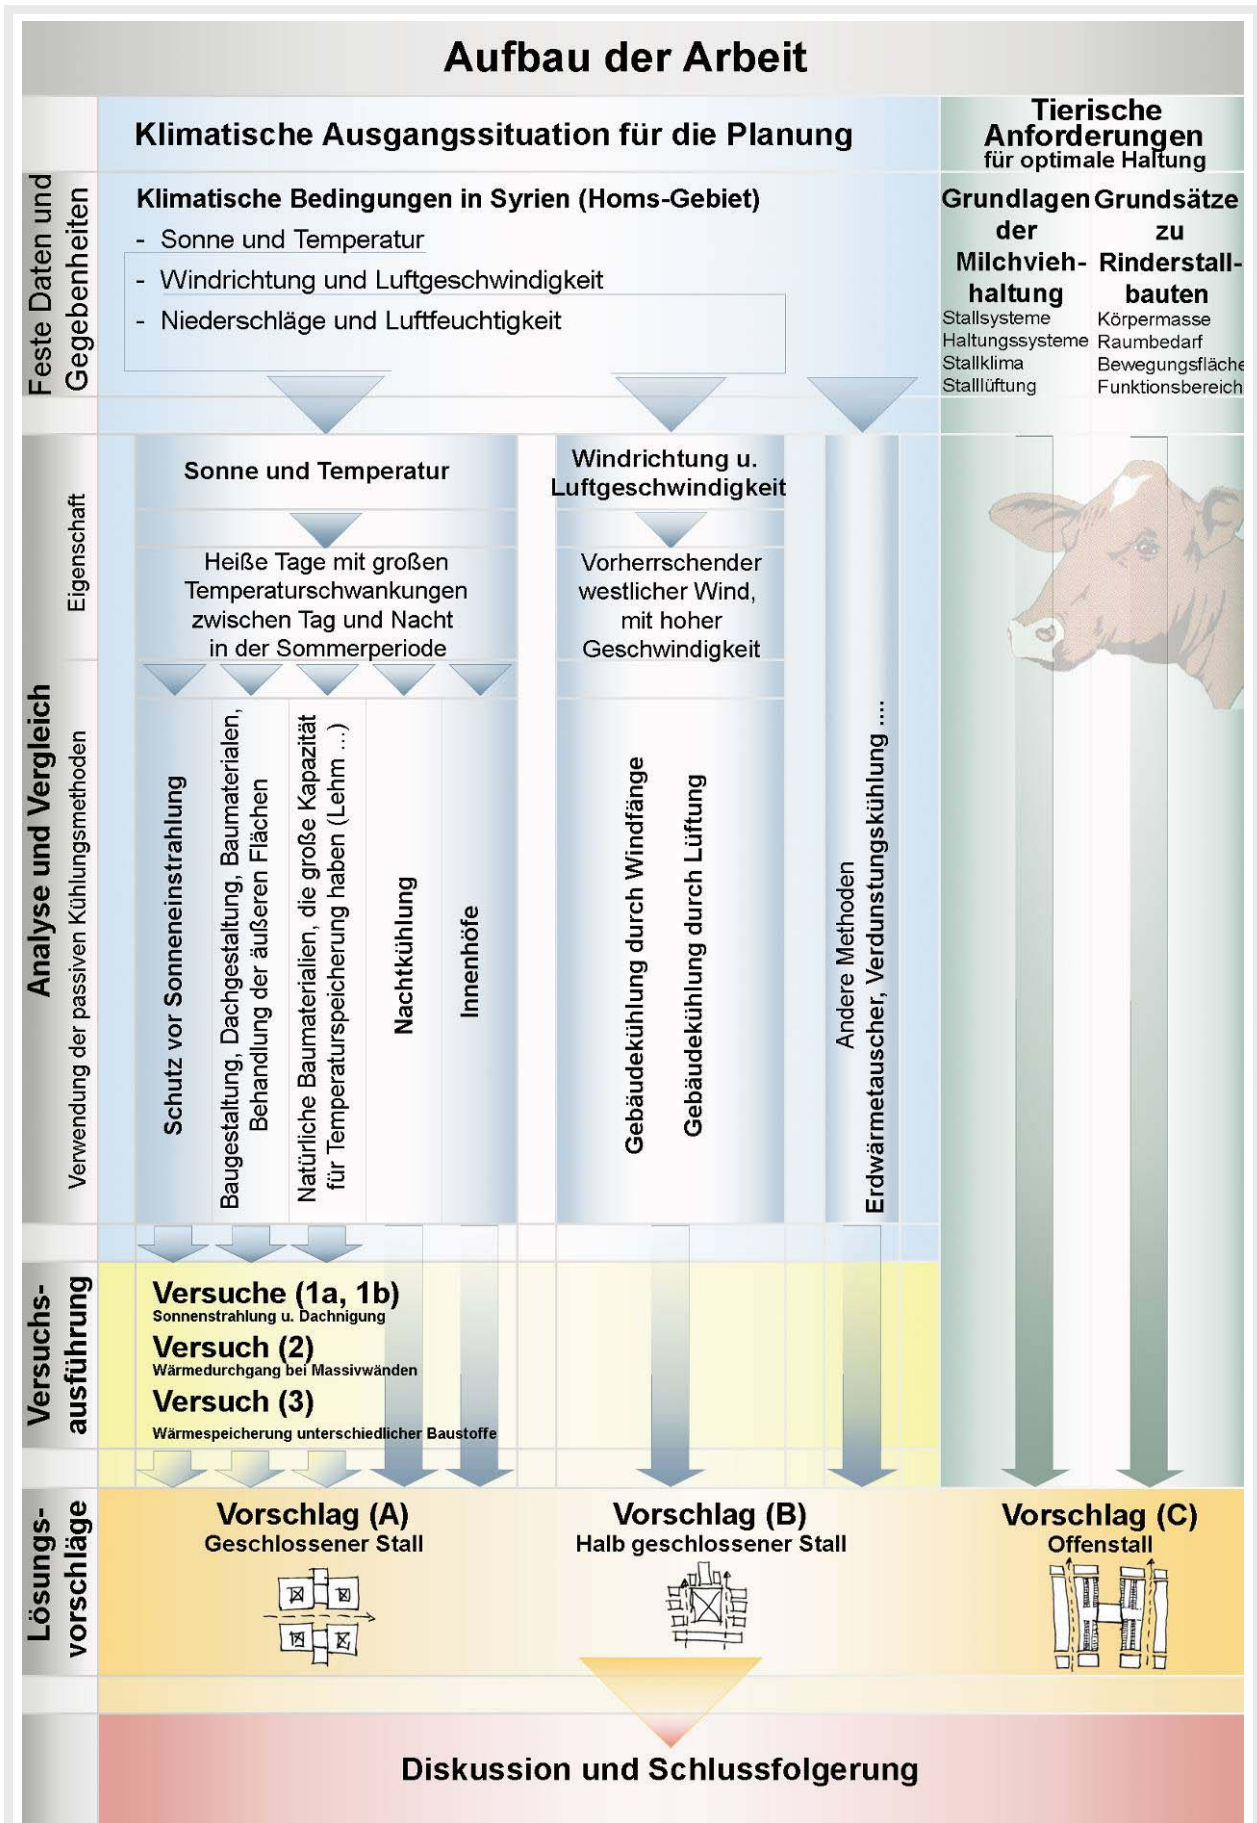 Aufbau der Arbeit
Klimatische Ausgangssituation für die Planung
Tierische
Anforderungen
für optimale Haltung
Feste Daten und
Gegebenheiten
Klimatische Bedingungen in Syrien (Homs-Gebiet)
- Sonne und Temperatur
- Windrichtung und Luftgeschwindigkeit
- Niederschläge und Luftfeuchtigkeit
Grundlagen
der
Milchvieh-
haltung
Stallsysteme
Haltungssysteme
Stallklima
Stalllüftung
Grundsätze
zu
Rinderstall-
bauten
Körpermasse
Raumbedarf
Bewegungsfläche
Funktionsbereich
Analyse und Vergleich
Eigenschaft
Sonne und Temperatur
Heiße Tage mit großen
Temperaturschwankungen
zwischen Tag und Nacht
in der Sommerperiode
Windrichtung u.
Luftgeschwindigkeit
Vorherrschender
westlicher Wind,
mit hoher
Geschwindigkeit
Verwendung der passiven Kühlungsmethoden
Schutz vor Sonneneinstrahlung
Baugestaltung, Dachgestaltung, Baumaterialen,
Behandlung der äußeren Flächen
Natürliche Baumaterialien, die große Kapazität
für Temperaturspeicherung haben (Lehm ...)
Nachtkühlung
Innenhöfe
Gebäudekühlung durch Windfänge
Gebäudekühlung durch Lüftung
Andere Methoden
Erdwärmetauscher, Verdunstungskühlung ....
Versuchs-
ausführung
Versuche (1a, 1b)
Sonnenstrahlung u. Dachnigung
Versuch (2)
Wärmedurchgang bei Massivwänden
Versuch (3)
Wärmespeicherung unterschiedlicher Baustoffe
Lösungs-
vorschläge
Vorschlag (A)
Geschlossener Stall
Vorschlag (B)
Halb geschlossener Stall
Vorschlag (C)
Offenstall
Diskussion und Schlussfolgerung